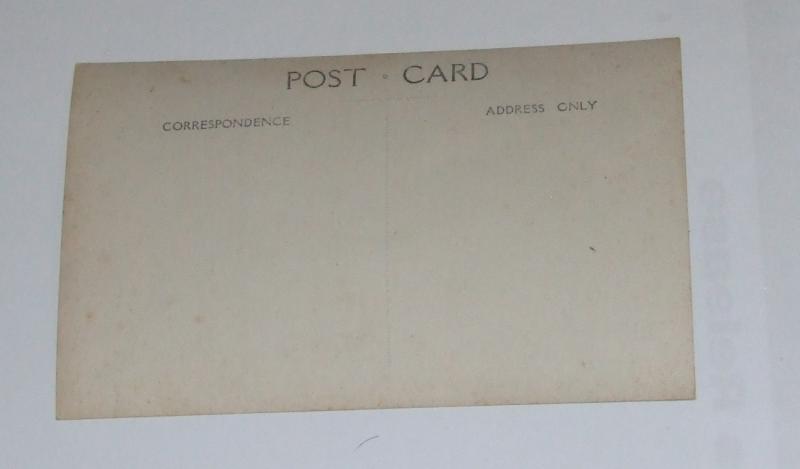 POST CARD
CORRESPONDENCE
ADDRESS ONLY